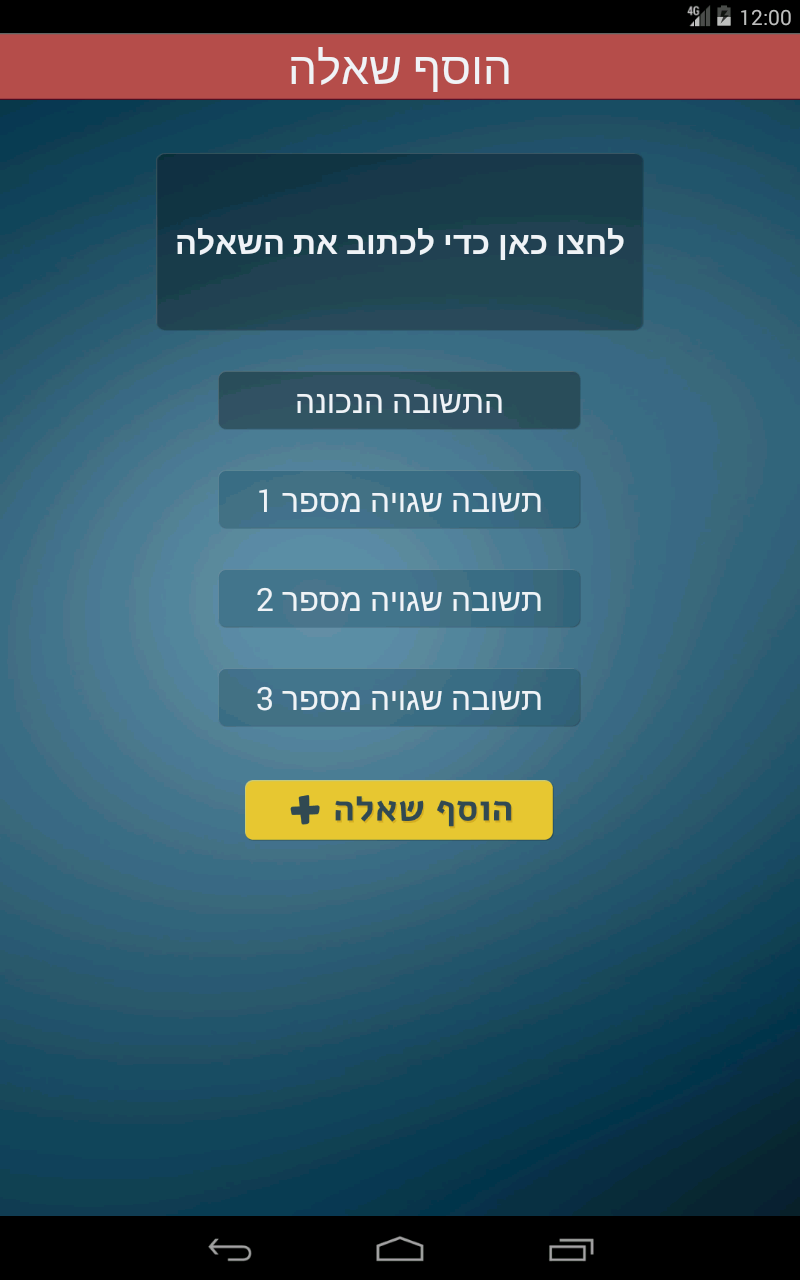 4G 12:00
הוסף שאלה
לחצו כאן כדי לכתוב את השאלה
התשובה הנכונה
תשובה שגויה מספר 1
תשובה שגויה מספר 2
תשובה שגויה מספר 3
הוסף שאלה